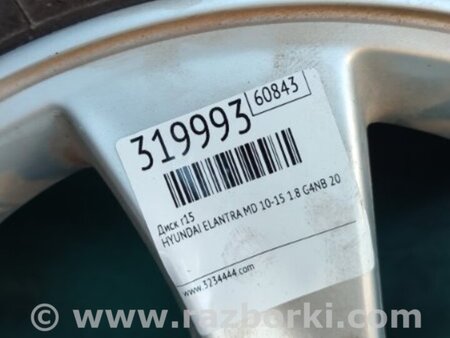 319993
60843
Диск r15
HYUNDAI ELANTRA MD 10-15 1.8 G4NB 20
www.3234444.com
© www.razborki.com